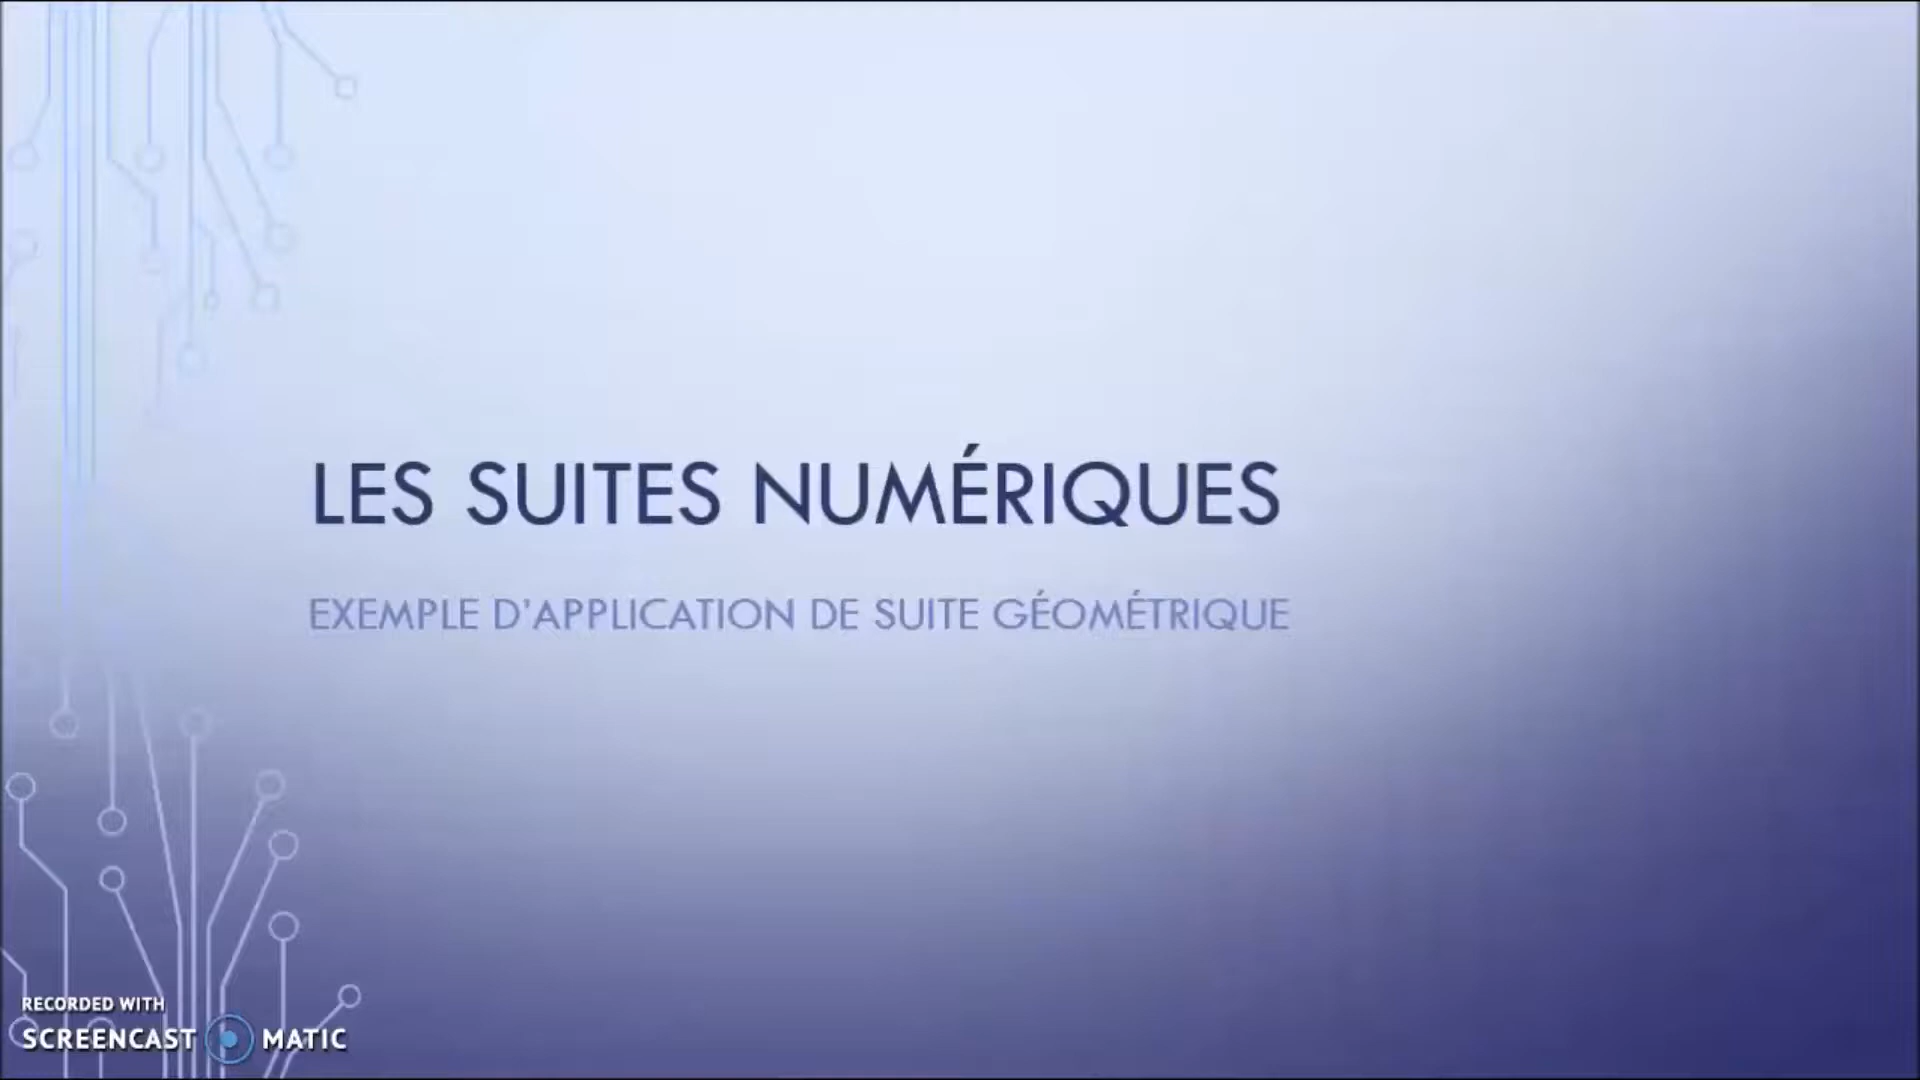 LES SUITES NUMÉRIQUES
EXEMPLE D'APPLICATION DE SUITE GÉOMÉTRIQUE
RECORDED WITH
SCREENCAST MATIC